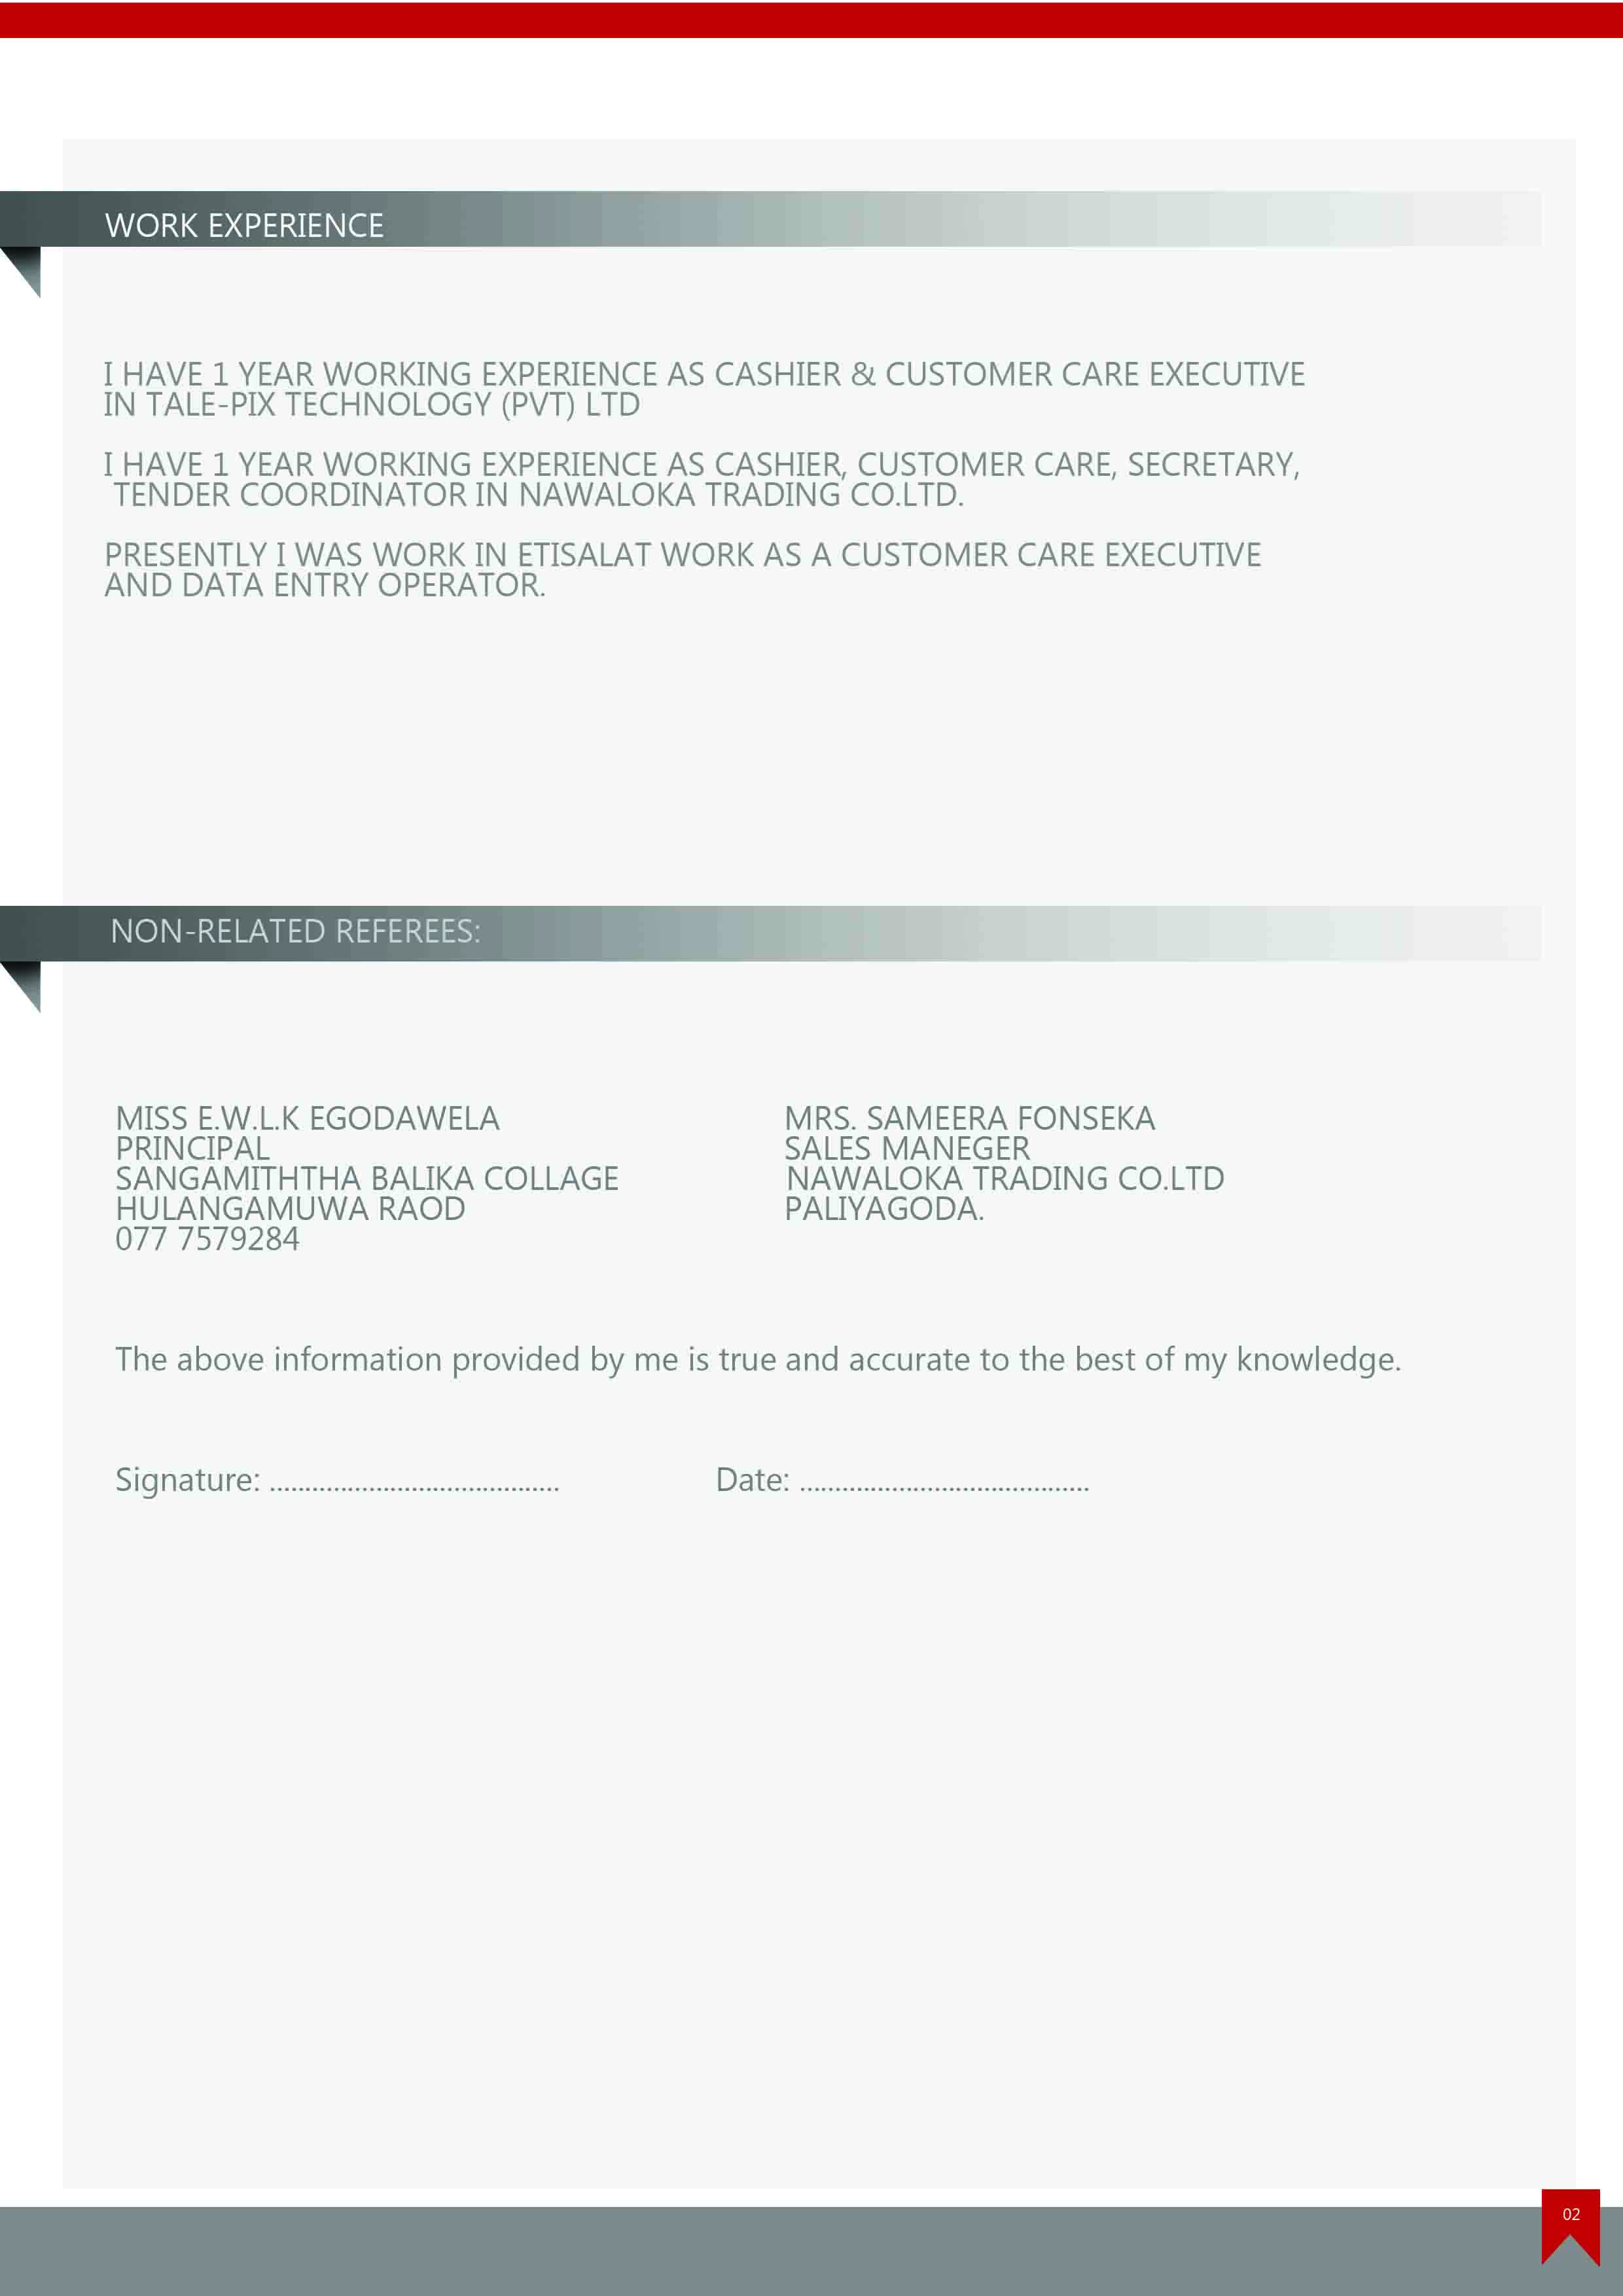 WORK EXPERIENCE
I HAVE 1 YEAR WORKING EXPERIENCE AS CASHIER & CUSTOMER CARE EXECUTIVE
IN TALE-PIX TECHNOLOGY (PVT) LTD
I HAVE 1 YEAR WORKING EXPERIENCE AS CASHIER, CUSTOMER CARE, SECRETARY,
TENDER COORDINATOR IN NAWALOKA TRADING CO.LTD.
PRESENTLY I WAS WORK IN ETISALAT WORK AS A CUSTOMER CARE EXECUTIVE
AND DATA ENTRY OPERATOR.
NON-RELATED REFEREES:
MISS E.W.L.K EGODAWELA
PRINCIPAL
SANGAMITHTHA BALIKA COLLAGE
HULANGAMUWA RAOD
077 7579284
MRS. SAMEERA FONSEKA
SALES MANEGER
NAWALOKA TRADING CO.LTD
PALIYAGODA.
The above information provided by me is true and accurate to the best of my knowledge.
Signature: ......................................... Date: .........................................
02